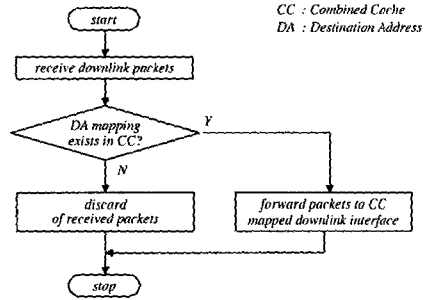 start
CC : Combined Cache
DA : Destination Address
receive downlink packets
DA mapping
exists in CC?
Y
N
discard
of received packets
forward packets to CC
mapped downlink interface
stop